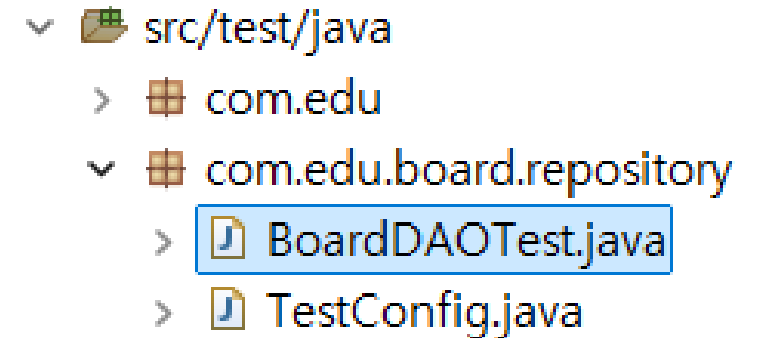 src/test/java
com.edu
com.edu.board.repository
BoardDAOTest.java
TestConfig.java